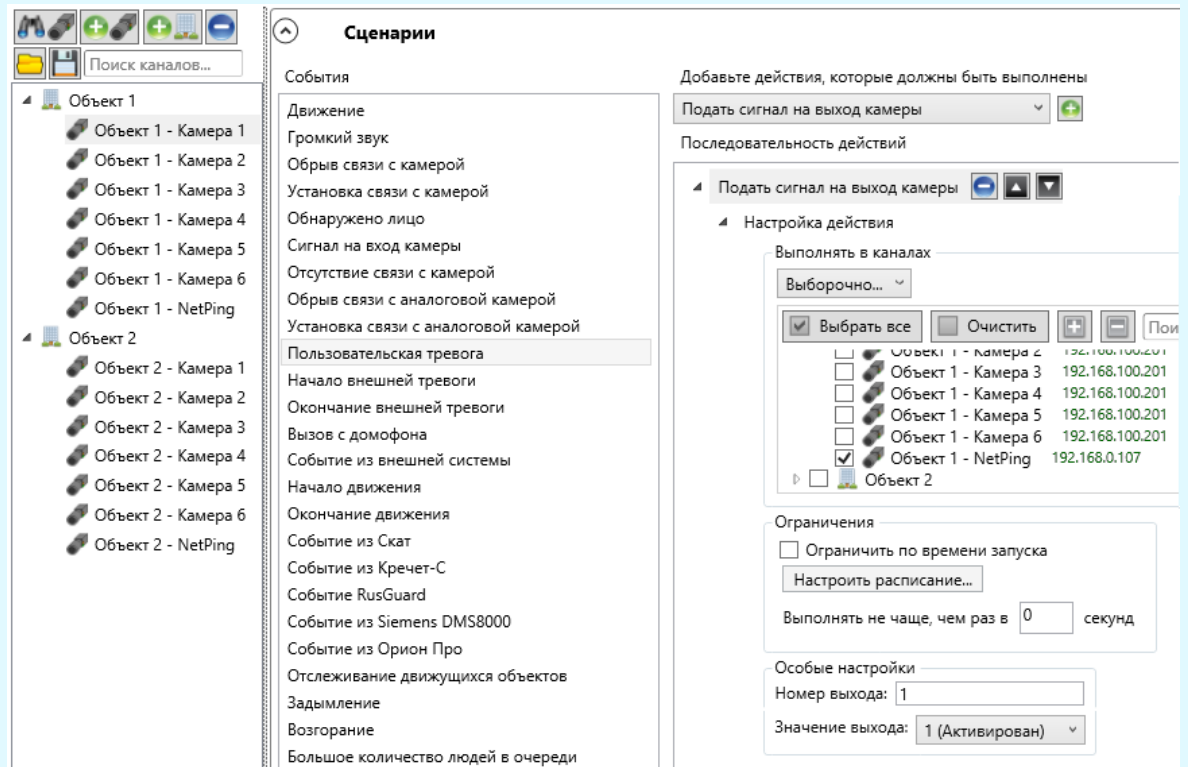 Поиск каналов...
Объект 1
Объект 1 - Камера 1
Объект 1 - Камера 2
Объект 1 - Камера 3
Объект 1 - Камера 4
Объект 1 - Камера 5
Объект 1 - Камера 6
Объект 1 - NetPing
Объект 2
Объект 2 - Камера 1
Объект 2 - Камера 2
Объект 2 - Камера 3
Объект 2 - Камера 4
Объект 2 - Камера 5
Объект 2 - Камера 6
Объект 2 - NetPing
Сценарии
События
Движение
Громкий звук
Обрыв связи с камерой
Установка связи с камерой
Обнаружено лицо
Сигнал на вход камеры
Отсутствие связи с камерой
Обрыв связи с аналоговой камерой
Установка связи с аналоговой камерой
Пользовательская тревога
Начало внешней тревоги
Окончание внешней тревоги
Вызов с домофона
Событие из внешней системы
Начало движения
Окончание движения
Событие из Скат
Событие из Кречет-С
Событие RusGuard
Событие из Siemens DMS8000
Событие из Орион Про
Отслеживание движущихся объектов
Задымление
Возгорание
Большое количество людей в очереди
Добавьте действия, которые должны быть выполнены
Подать сигнал на выход камеры
Последовательность действий
Подать сигнал на выход камеры
Настройка действия
Выполнять в каналах
Выборочно...
Выбрать все Очистить Пои
Объект 1 - Камера 2 192.168.100.201
Объект 1 - Камера 3 192.168.100.201
Объект 1 - Камера 4 192.168.100.201
Объект 1 - Камера 5 192.168.100.201
Объект 1 - Камера 6 192.168.100.201
Объект 1 - NetPing 192.168.0.107
Объект 2
Ограничения
Ограничить по времени запуска
Настроить расписание...
Выполнять не чаще, чем раз в 0 секунд
Особые настройки
Номер выхода: 1
Значение выхода: 1 (Активирован)